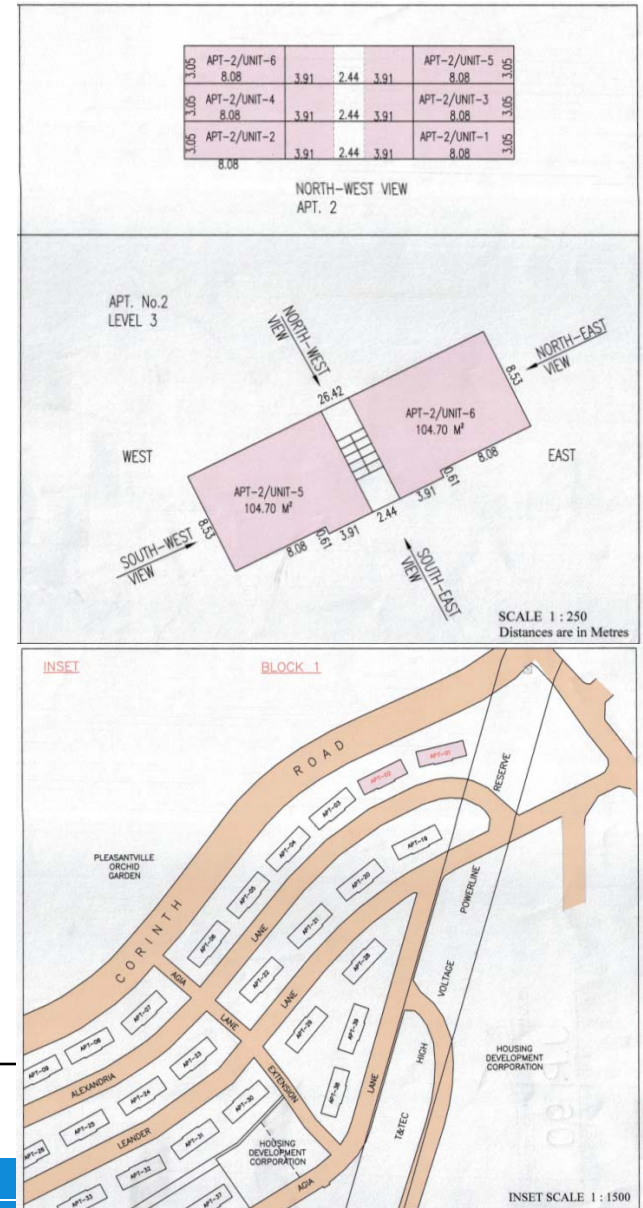 APT-2/UNIT-6
APT-2/UNIT-5
3.05
8.08
3.91
2.44
3.91
8.08
3.05
APT-2/UNIT-4
APT-2/UNIT-3
3.05
8.08
3.91
2.44
3.91
8.08
3.05
APT-2/UNIT-2
APT-2/UNIT-1
3.05
8.08
3.91
2.44
3.91
8.08
3.05
NORTH-WEST VIEW
APT. 2
APT. No.2
LEVEL 3
NORTH-WEST
VIEW
NORTH-EAST
VIEW
26.42
8.53
APT-2/UNIT-6
104.70 M²
WEST
EAST
8.08
0.61
3.91
APT-2/UNIT-5
104.70 M²
2.44
8.53
3.91
0.61
8.08
SOUTH-WEST
VIEW
SOUTH-EAST
VIEW
SCALE 1 : 250
Distances are in Metres
INSET
BLOCK 1
CORINTH
ROAD
APT-01
APT-02
RESERVE
APT-03
APT-04
APT-19
PLEASANTVILLE
ORCHID
GARDEN
APT-05
APT-20
POWERLINE
APT-06
LANE
APT-21
AGIA
APT-22
LANE
APT-28
VOLTAGE
APT-07
LANE
APT-29
APT-39
APT-08
APT-23
HOUSING
DEVELOPMENT
CORPORATION
APT-09
HIGH
ALEXANDRIA
EXTENSION
LANE
APT-24
APT-38
APT-30
APT-25
T&TEC
LEANDER
APT-31
HOUSING
DEVELOPMENT
CORPORATION
APT-26
APT-32
AGIA
APT-33
APT-37
INSET SCALE 1 : 1500